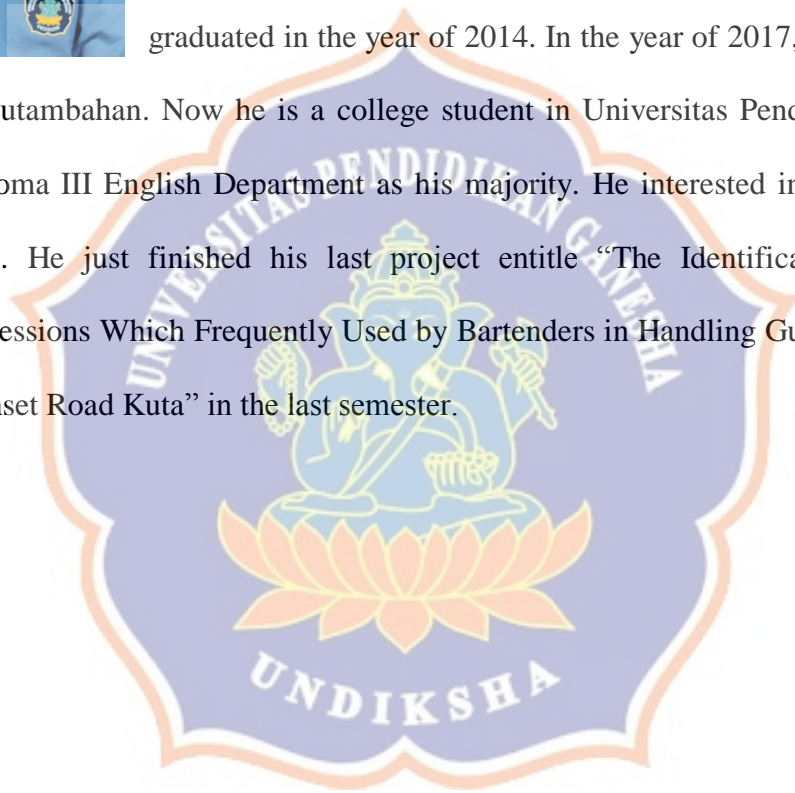 graduated in the year of 2014. In the year of 2017,
utambahan. Now he is a college student in Universitas Pend
oma III English Department as his majority. He interested in
. He just finished his last project entitle “The Identifica
essions Which Frequently Used by Bartenders in Handling Gu
set Road Kuta” in the last semester.
UNIVERSITAS PENDIDIKAN GANESHA
UNDIKSHA